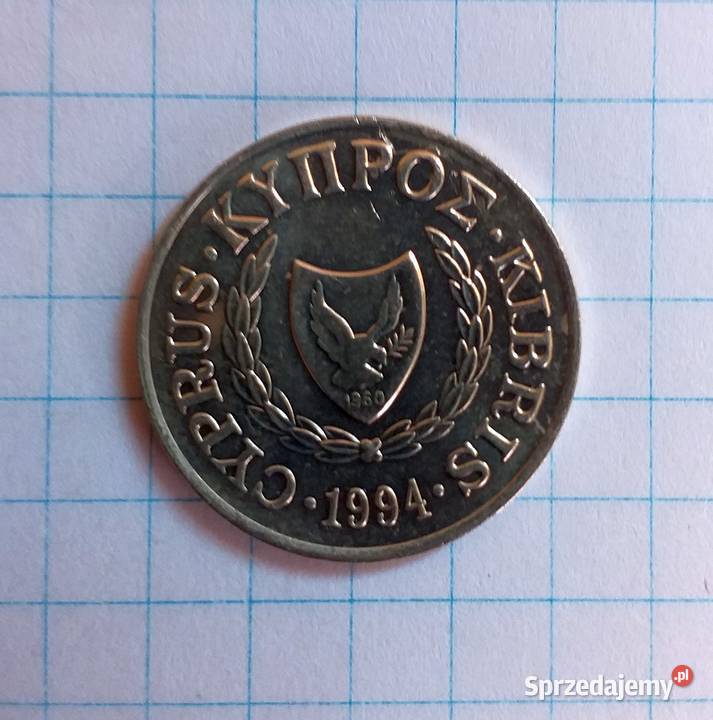 CYPRUS · ΚΥΠΡΟΣ · KIBRIS · 1994 ·
1960
Sprzedajemy.pl